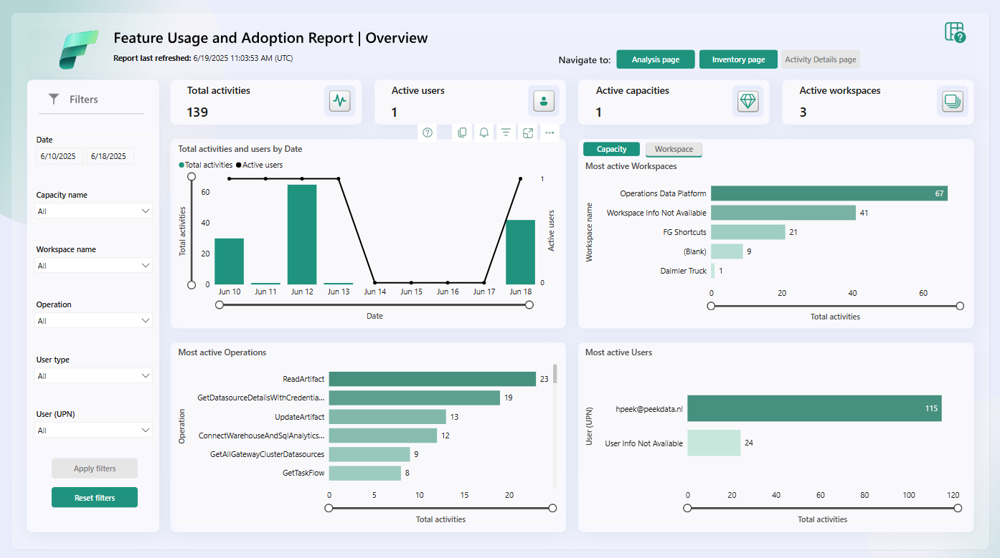 Feature Usage and Adoption Report | Overview
Report last refreshed: 6/19/2025 11:03:53 AM (UTC)
Navigate to:
Analysis page
Inventory page
Activity Details page
Filters
Date
6/10/2025
6/18/2025
Capacity name
All
Workspace name
All
Operation
All
User type
All
User (UPN)
All
Apply filters
Reset filters
Total activities
139
Active users
1
Active capacities
1
Active workspaces
3
Total activities and users by Date
Total activities Active users
Total activities
60
40
20
0
1
0
Active users
Jun 10 Jun 11 Jun 12 Jun 13 Jun 14 Jun 15 Jun 16 Jun 17 Jun 18
Date
Capacity
Workspace
Most active Workspaces
Workspace name
Operations Data Platform 67
Workspace Info Not Available 41
FG Shortcuts 21
(Blank) 9
Daimler Truck 1
0 20 40 60
Total activities
Most active Operations
Operation
ReadArtifact 23
GetDatasourceDetailsWithCredentia... 19
UpdateArtifact 13
ConnectWarehouseAndSqlAnalytics... 12
GetAllGatewayClusterDatasources 9
GetTaskFlow 8
0 5 10 15 20
Total activities
Most active Users
User (UPN)
hpeek@peekdata.nl 115
User Info Not Available 24
0 20 40 60 80 100 120
Total activities